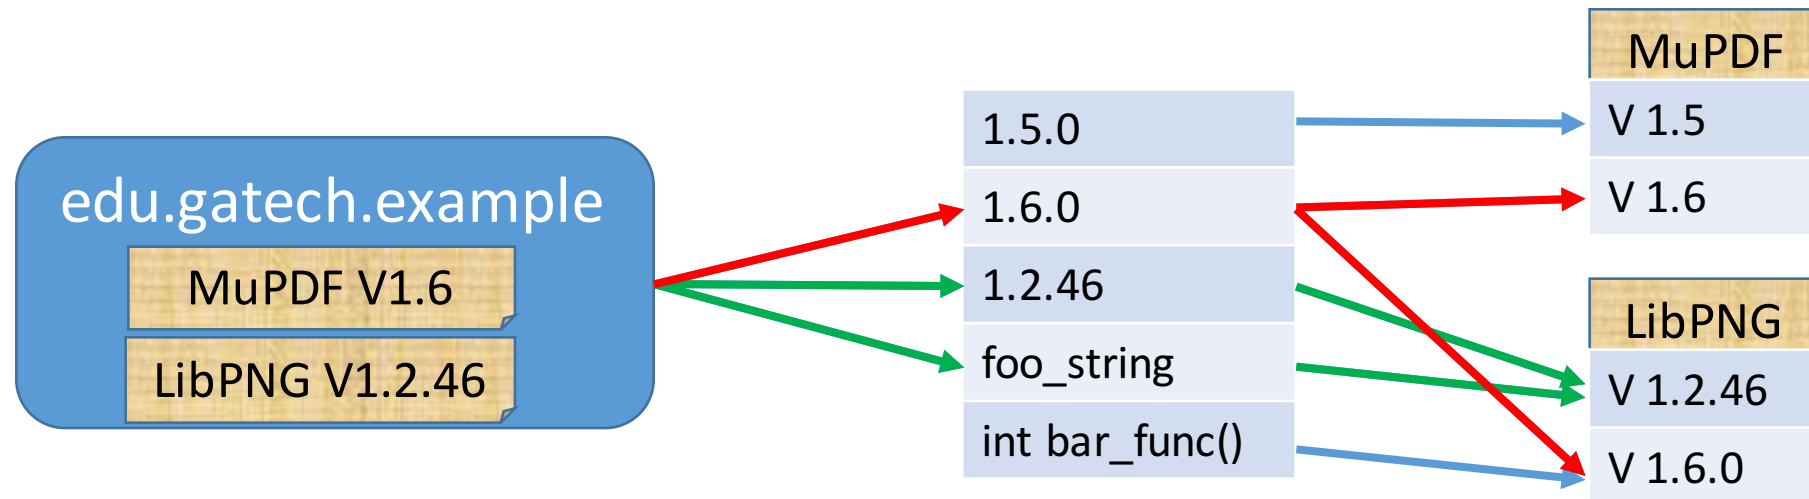 edu.gatech.example
MuPDF V1.6
LibPNG V1.2.46
1.5.0
1.6.0
1.2.46
foo_string
int bar_func()
MuPDF
V 1.5
V 1.6
LibPNG
V 1.2.46
V 1.6.0